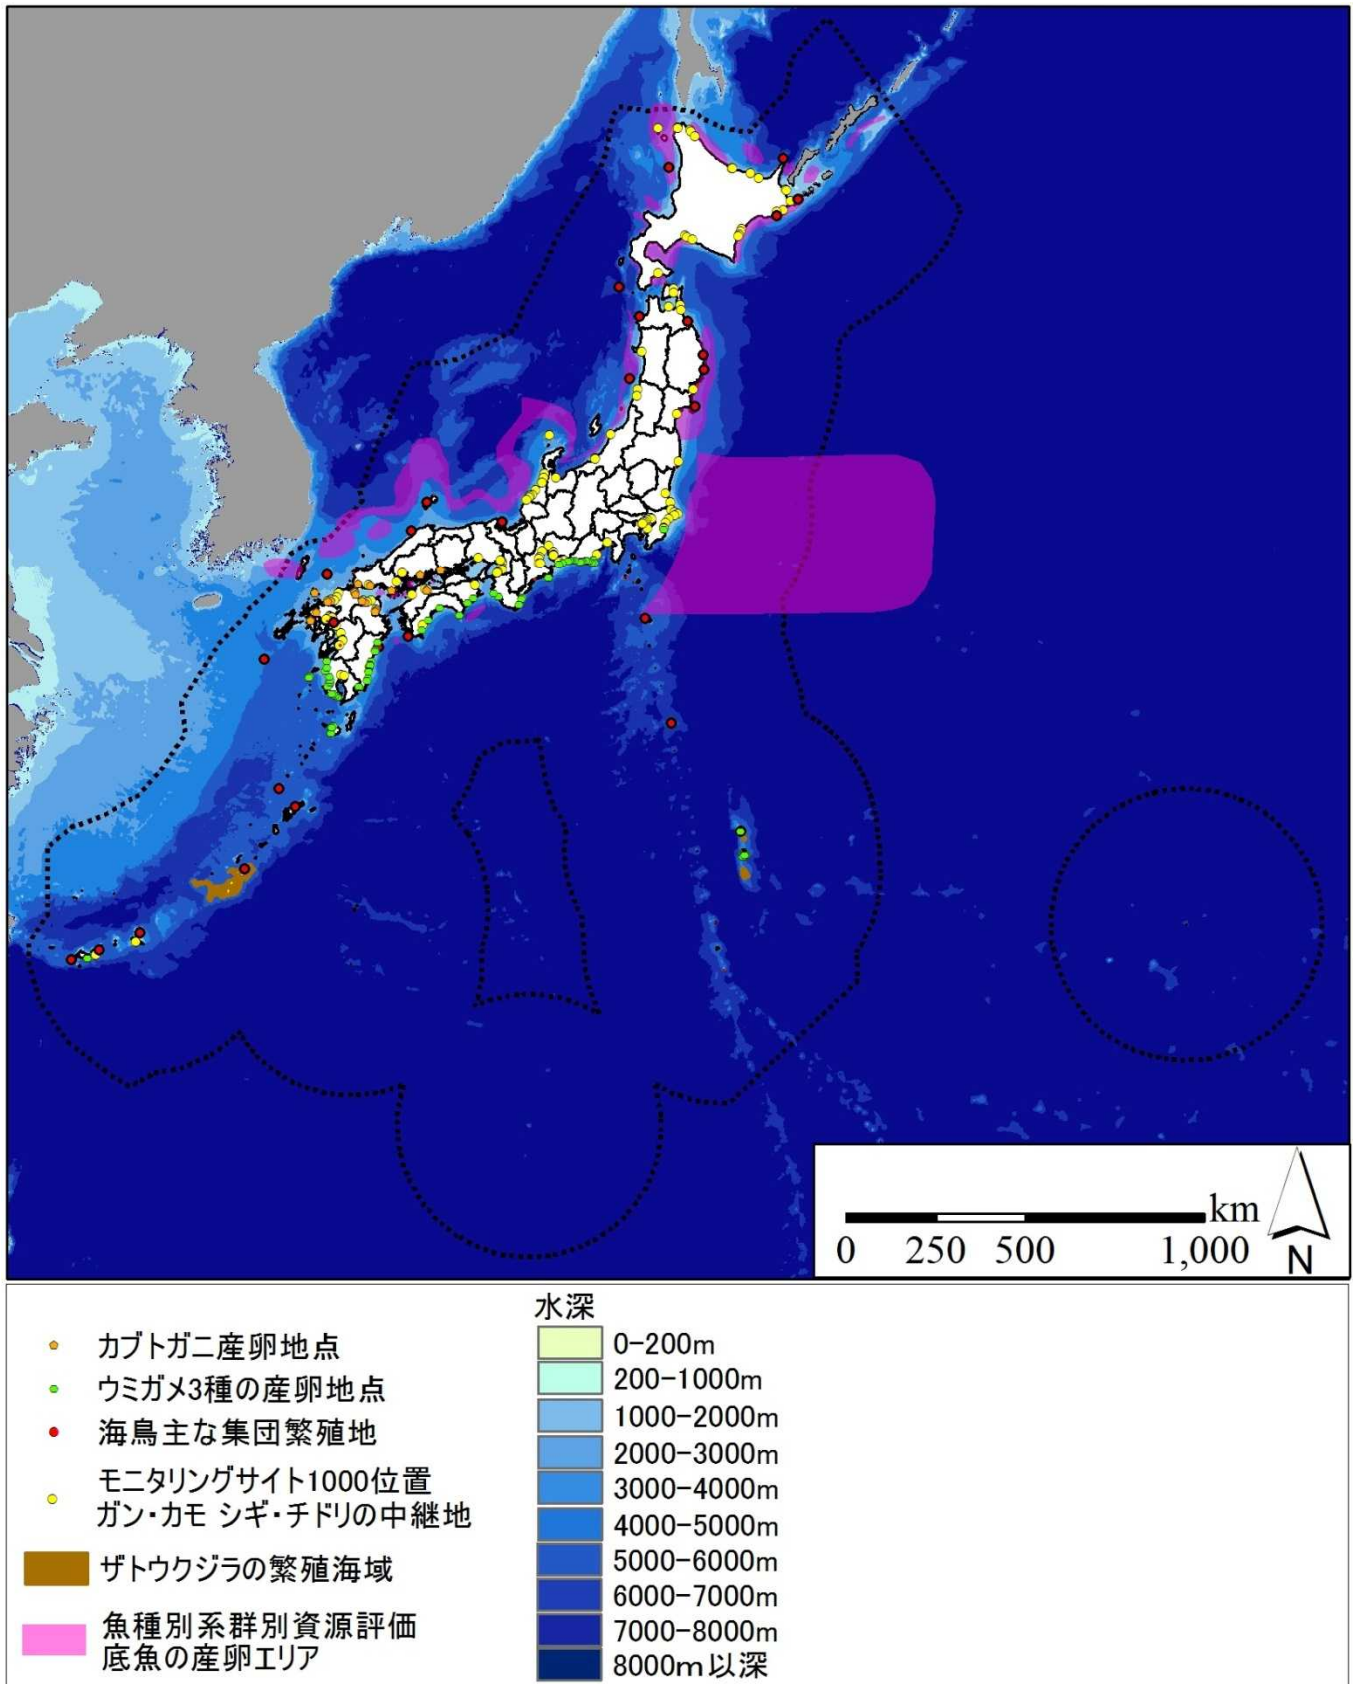 km
0 250 500 1,000
N
カブトガニ産卵地点
ウミガメ3種の産卵地点
海鳥主な集団繁殖地
モニタリングサイト1000位置
ガン・カモ シギ・チドリの中継地
ザトウクジラの繁殖海域
魚種別系群別資源評価
底魚の産卵エリア
水深
0-200m
200-1000m
1000-2000m
2000-3000m
3000-4000m
4000-5000m
5000-6000m
6000-7000m
7000-8000m
8000m以深